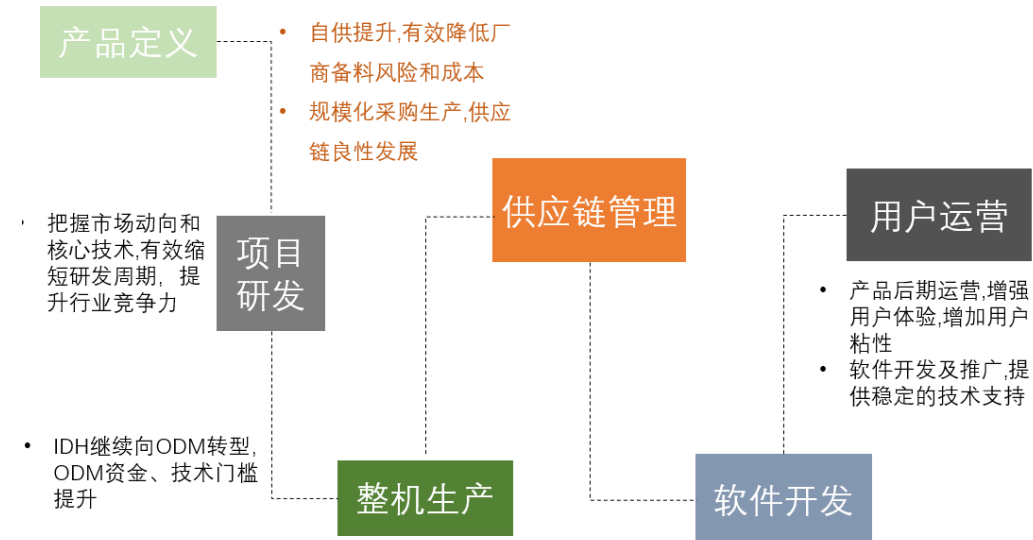 产品定义
• 自供提升,有效降低厂
商备料风险和成本
• 规模化采购生产,供应
链良性发展
供应链管理
用户运营
• 把握市场动向和
核心技术,有效缩
短研发周期，提
升行业竞争力
项目
研发
• 产品后期运营,增强
用户体验,增加用户
粘性
• 软件开发及推广,提
供稳定的技术支持
• IDH继续向ODM转型,
ODM资金、技术门槛
提升
整机生产
软件开发